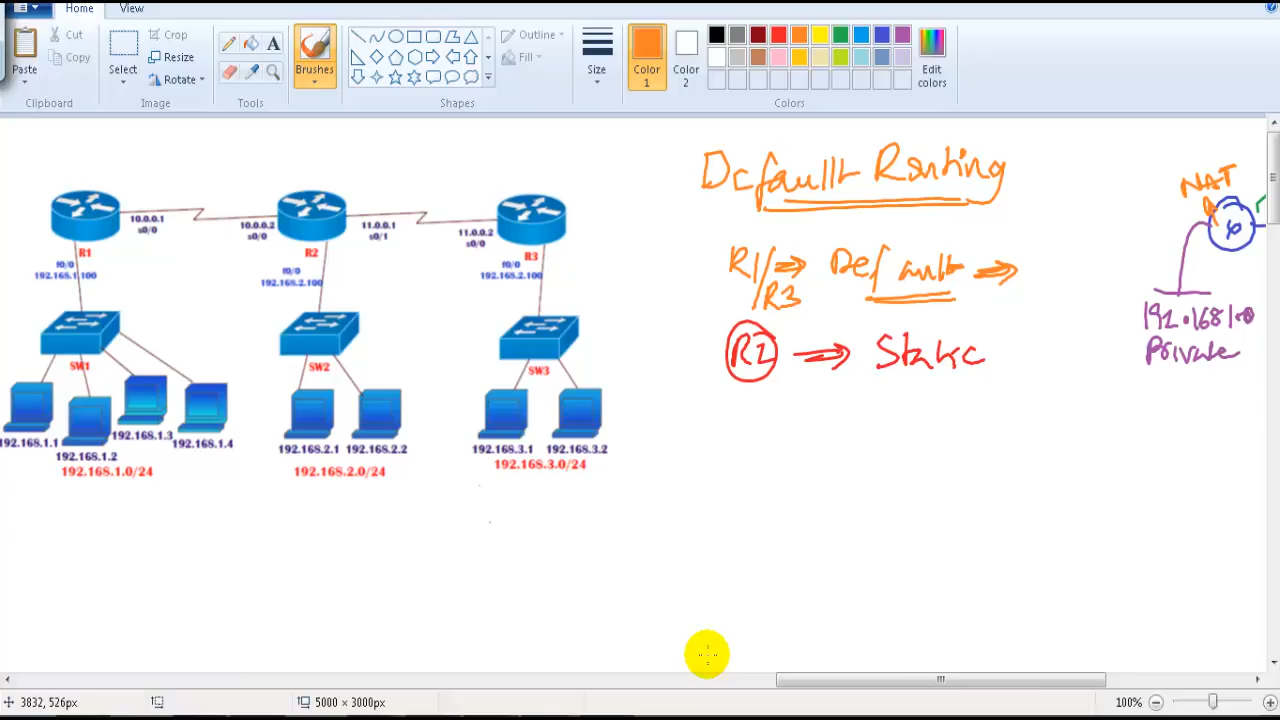 Home
View
Paste
Cut
Copy
Clipboard
Select
Crop
Resize
Rotate
Image
A
Tools
Brushes
Outline
Fill
Shapes
Size
Color 1
Color 2
Edit colors
Colors
Default Routing
R1/R3 Default
R2 Static
NAT
192.168.1.0
Private
10.0.0.1
s0/0
10.0.0.2
s0/0
11.0.0.1
s0/1
11.0.0.2
s0/0
R1
R2
R3
f0/0
192.168.1.100
f0/0
192.168.2.100
f0/0
192.168.2.100
SW1
SW2
SW3
192.168.1.1
192.168.1.2
192.168.1.3
192.168.1.4
192.168.2.1
192.168.2.2
192.168.3.1
192.168.3.2
192.168.1.0/24
192.168.2.0/24
192.168.3.0/24
3832, 526px
5000 × 3000px
100%